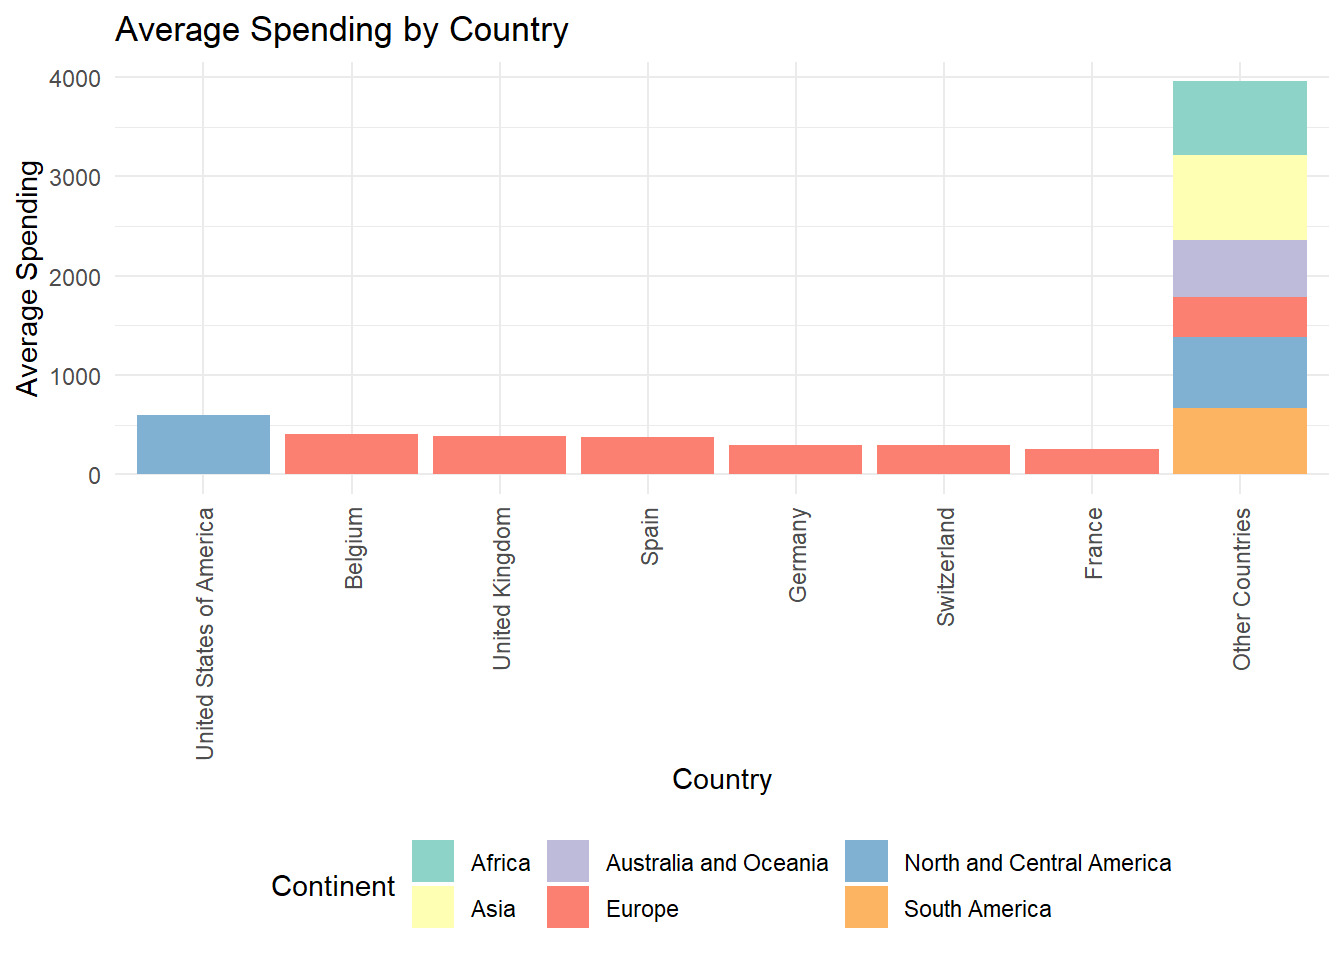 Average Spending by Country
Average Spending
4000
3000
2000
1000
0
United States of America
Belgium
United Kingdom
Spain
Germany
Switzerland
France
Other Countries
Country
Continent
Africa
Asia
Australia and Oceania
Europe
North and Central America
South America